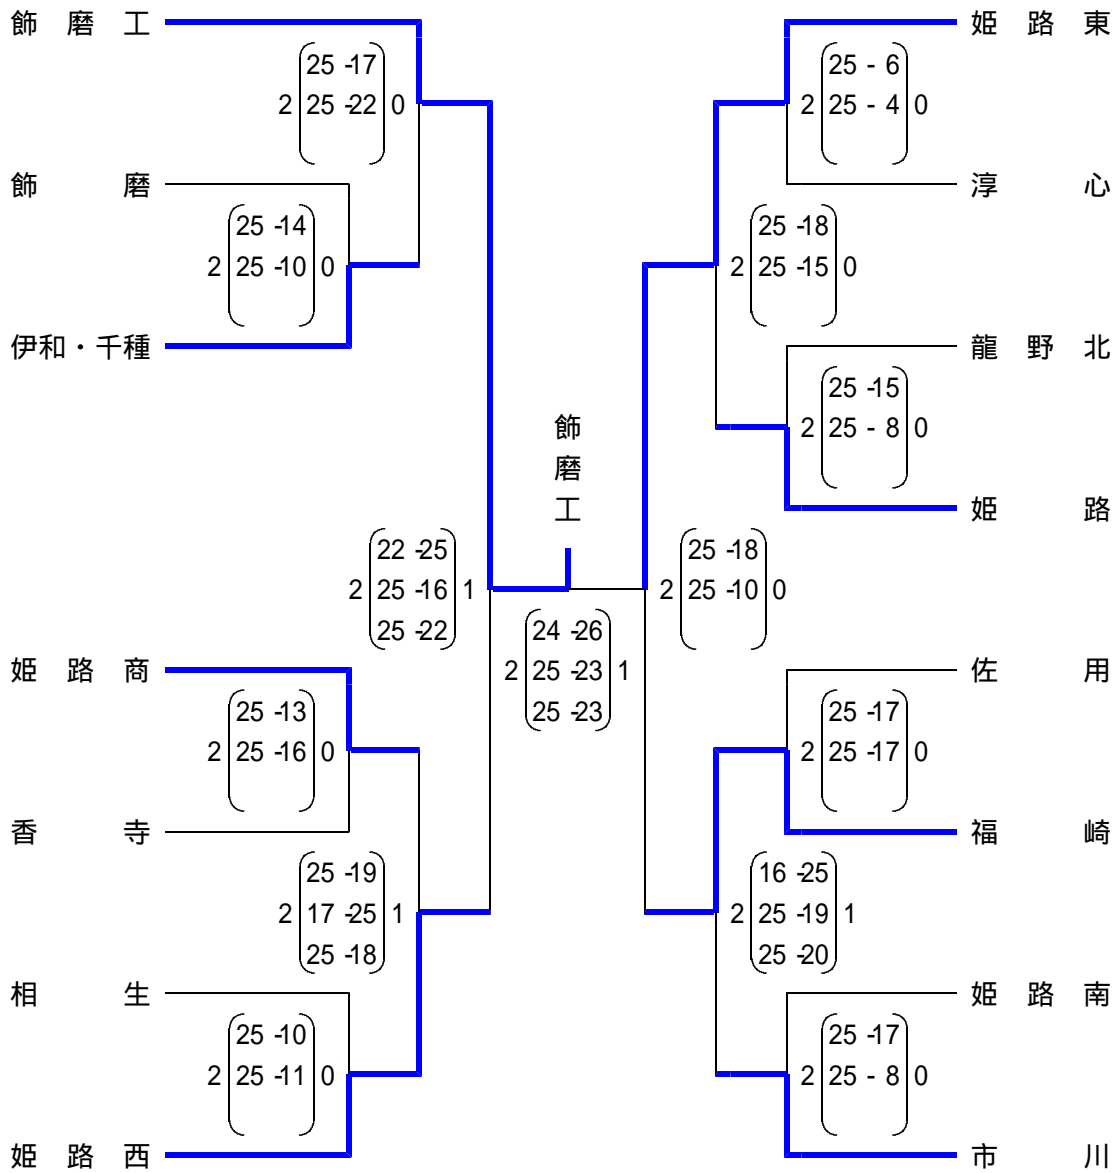 飾磨工
25 -17
2 25 -22 0
飾磨
25 -14
2 25 -10 0
伊和・千種
22 -25
2 25 -16 1
25 -22
姫路商
25 -13
2 25 -16 0
香寺
25 -19
2 17 -25 1
25 -18
相生
25 -10
2 25 -11 0
姫路西
飾磨工
24 -26
2 25 -23 1
25 -23
姫路東
25 - 6
2 25 - 4 0
淳心
25 -18
2 25 -15 0
龍野北
25 -15
2 25 - 8 0
姫路
25 -18
2 25 -10 0
佐用
25 -17
2 25 -17 0
福崎
16 -25
2 25 -19 1
25 -20
姫路南
25 -17
2 25 - 8 0
市川